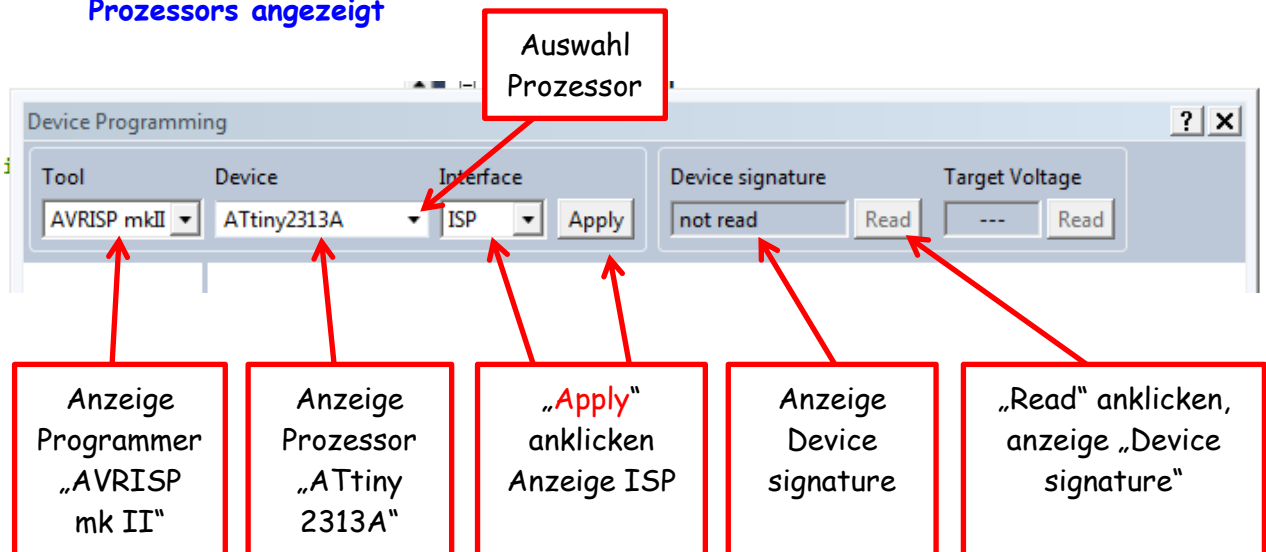 Prozessors angezeigt
Auswahl
Prozessor
Device Programming
? X
i
Tool Device Interface Device signature Target Voltage
AVRISP mkII ATtiny2313A ISP Apply not read Read --- Read
Anzeige
Programmer
„AVRISP
mk II“
Anzeige
Prozessor
„ATtiny
2313A“
„Apply“
anklicken
Anzeige ISP
Anzeige
Device
signature
„Read“ anklicken,
anzeige „Device
signature“